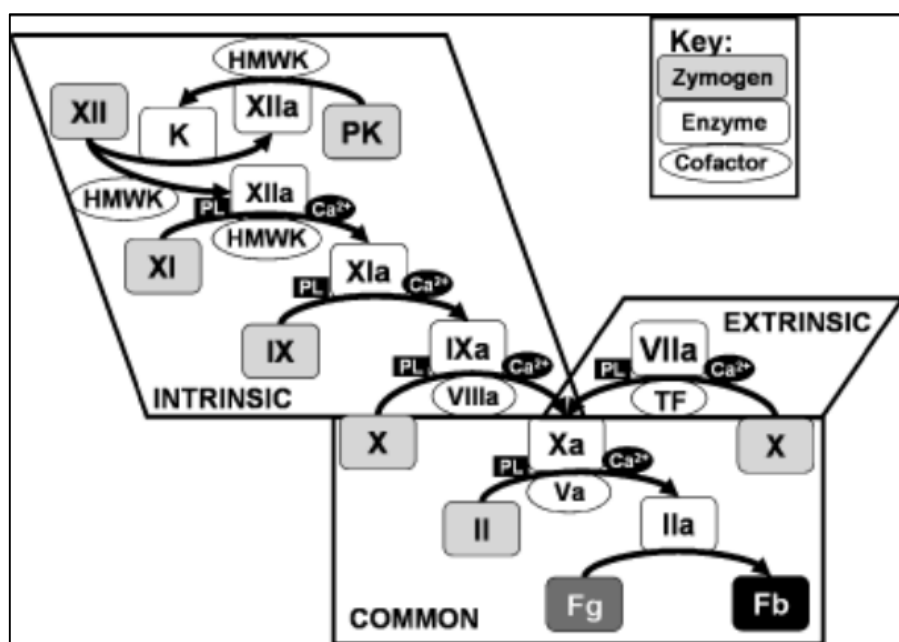 Key:
Zymogen
Enzyme
Cofactor
HMWK
XII
K
XIIa
PK
HMWK
PL
XIIa
Ca²⁺
HMWK
XI
PL
XIa
Ca²⁺
IX
PL
IXa
Ca²⁺
VIIIa
INTRINSIC
EXTRINSIC
PL
VIIa
Ca²⁺
TF
X
Xa
X
PL
Ca²⁺
Va
II
IIa
Fg
Fb
COMMON